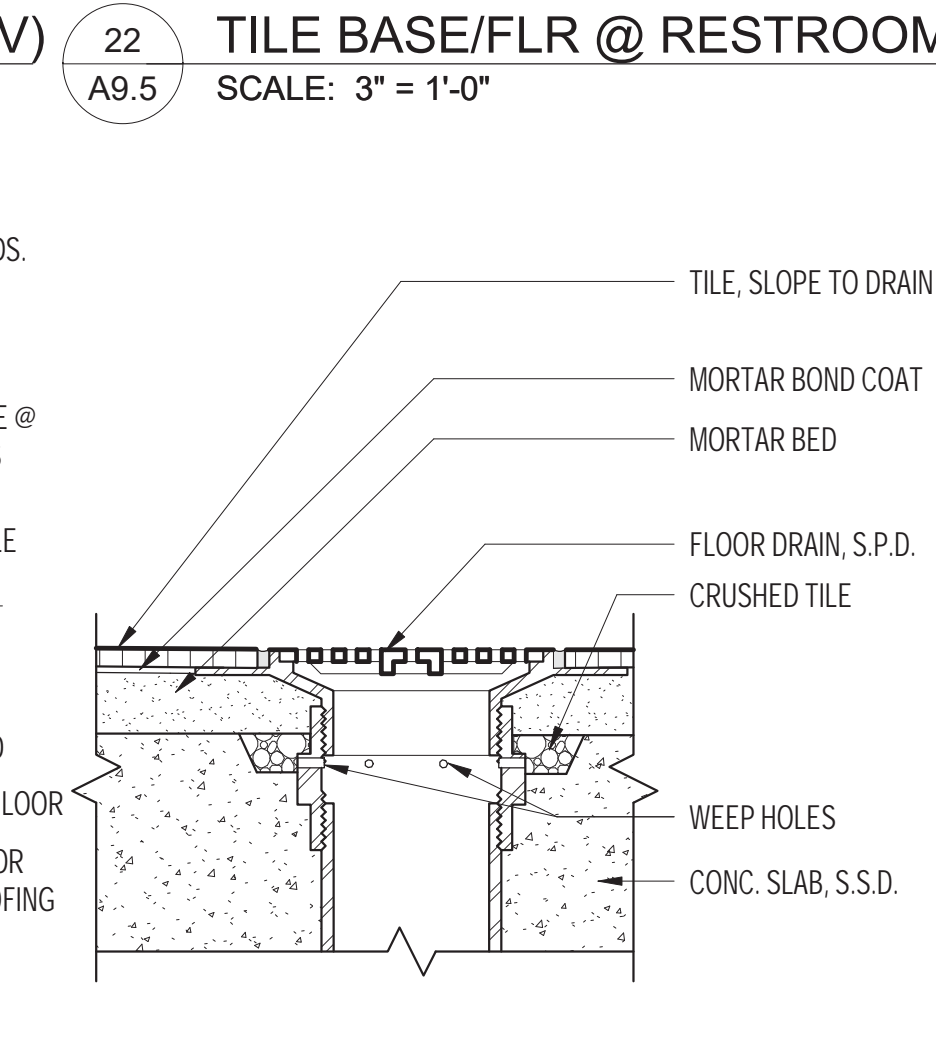 22
A9.5
TILE BASE/FLR @ RESTROOM
SCALE: 3" = 1'-0"
TILE, SLOPE TO DRAIN
MORTAR BOND COAT
MORTAR BED
FLOOR DRAIN, S.P.D.
CRUSHED TILE
WEEP HOLES
CONC. SLAB, S.S.D.